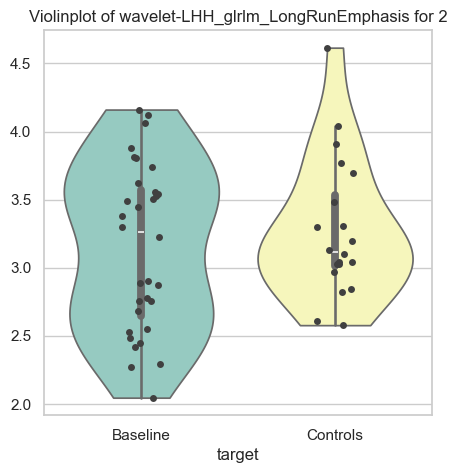 Violinplot of wavelet-LHH_glrlm_LongRunEmphasis for 2
4.5
4.0
3.5
3.0
2.5
2.0
Baseline
Controls
target